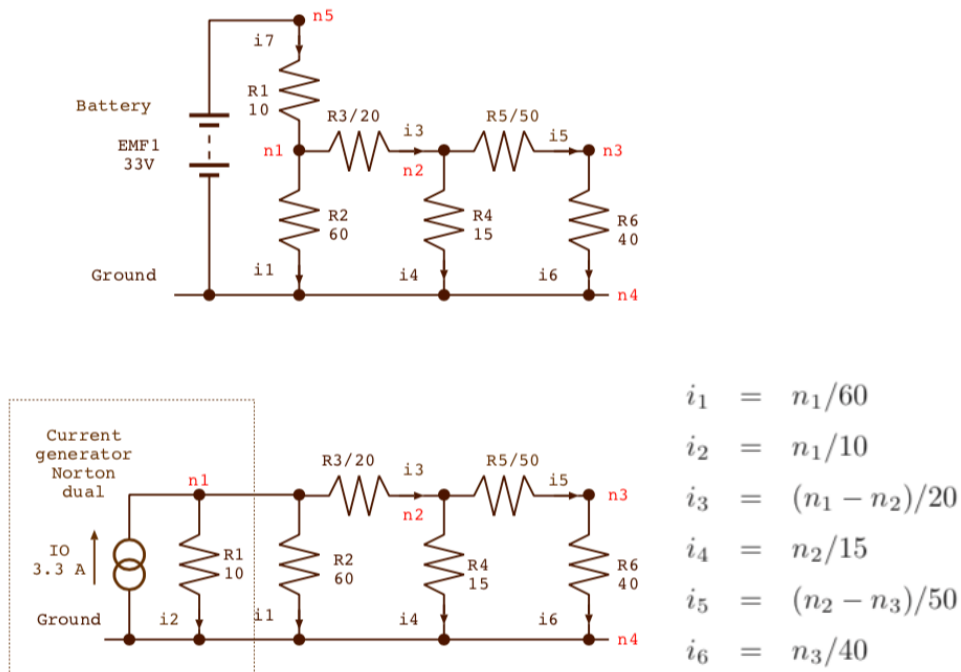 n5
i7
R1
10
Battery
EMF1
33V
R3/20
i3
R5/50
i5
n1
n2
n3
R2
60
R4
15
R6
40
Ground
i1
i4
i6
n4
Current
generator
Norton
dual
n1
R3/20
i3
R5/50
i5
n2
n3
IO
3.3 A
R1
10
R2
60
R4
15
R6
40
Ground
i2
i1
i4
i6
n4
i₁ = n₁/60
i₂ = n₁/10
i₃ = (n₁ − n₂)/20
i₄ = n₂/15
i₅ = (n₂ − n₃)/50
i₆ = n₃/40